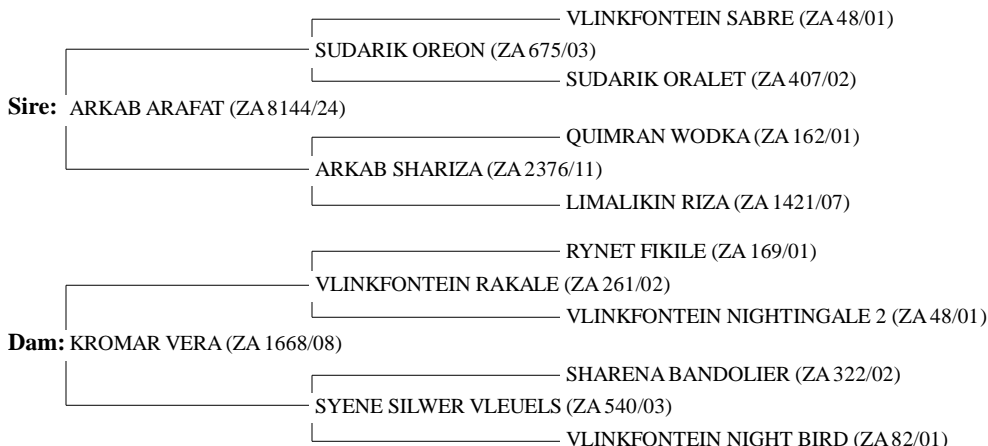 VLINKFONTEIN SABRE (ZA 48/01)
SUDARIK OREON (ZA 675/03)
SUDARIK ORALET (ZA 407/02)
Sire: ARKAB ARAFAT (ZA 8144/24)
QUIMRAN WODKA (ZA 162/01)
ARKAB SHARIZA (ZA 2376/11)
LIMALIKIN RIZA (ZA 1421/07)
RYNET FIKILE (ZA 169/01)
VLINKFONTEIN RAKALE (ZA 261/02)
VLINKFONTEIN NIGHTINGALE 2 (ZA 48/01)
Dam: KROMAR VERA (ZA 1668/08)
SHARENA BANDOLIER (ZA 322/02)
SYENE SILWER VLEUELS (ZA 540/03)
VLINKFONTEIN NIGHT BIRD (ZA 82/01)